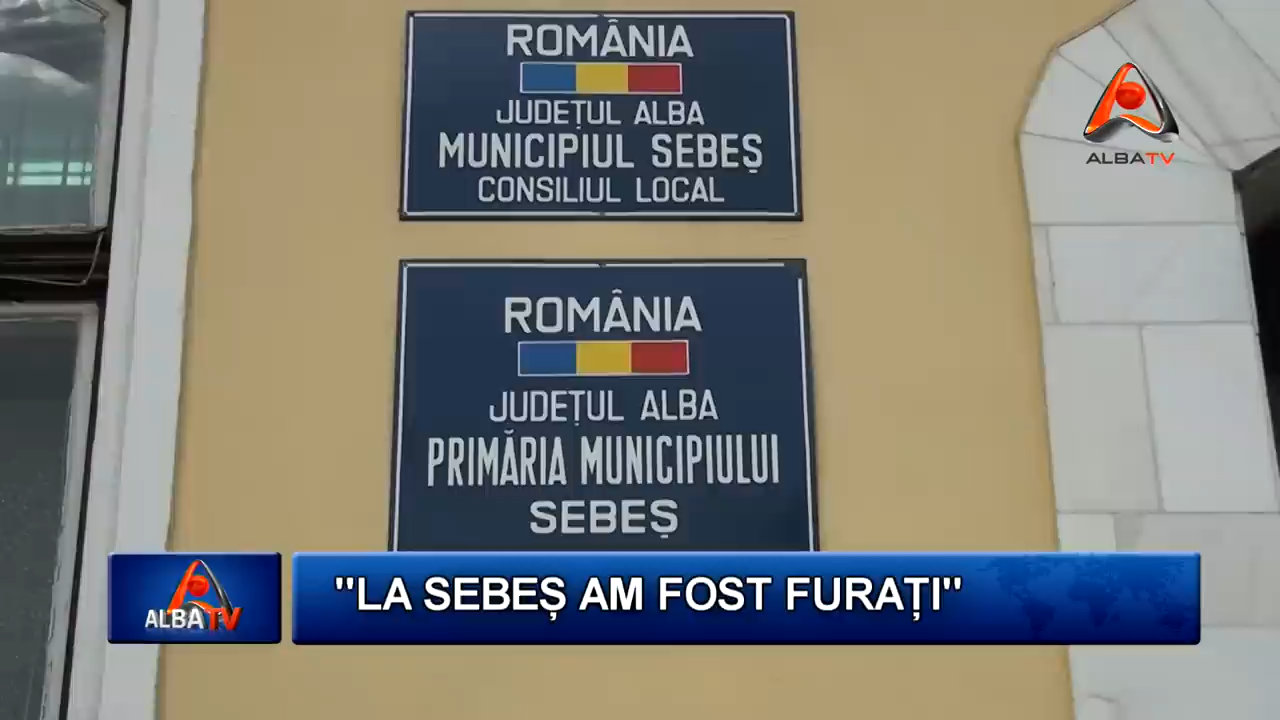 ROMÂNIA
JUDEȚUL ALBA
MUNICIPIUL SEBEȘ
CONSILIUL LOCAL
ALBATV
ROMÂNIA
JUDEȚUL ALBA
PRIMĂRIA MUNICIPIULUI
SEBEȘ
ALBATV
"LA SEBEȘ AM FOST FURAȚI"